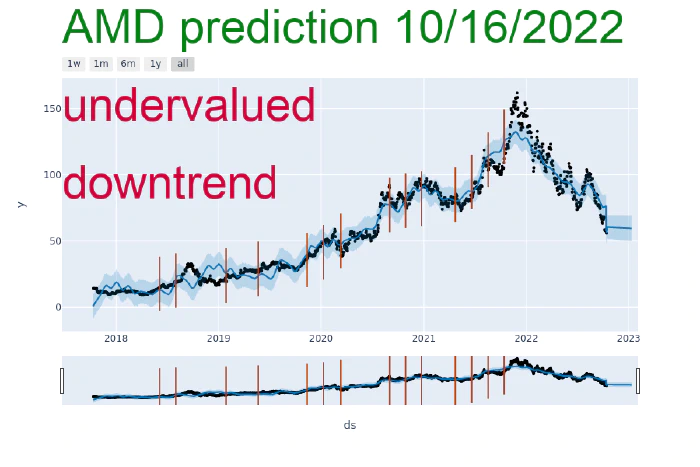 AMD prediction 10/16/2022
1w 1m 6m 1y all
undervalued
downtrend
150
100
50
0
y
2018 2019 2020 2021 2022 2023
ds